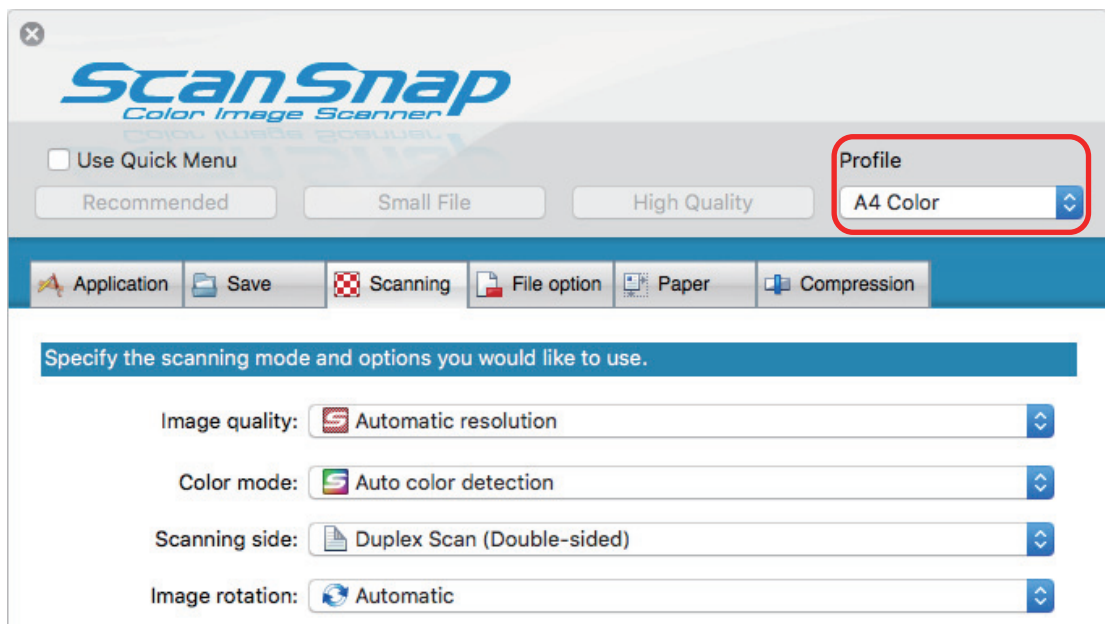 ScanSnap
Color Image Scanner
Use Quick Menu
Profile
Recommended
Small File
High Quality
A4 Color
Application
Save
Scanning
File option
Paper
Compression
Specify the scanning mode and options you would like to use.
Image quality: Automatic resolution
Color mode: Auto color detection
Scanning side: Duplex Scan (Double-sided)
Image rotation: Automatic